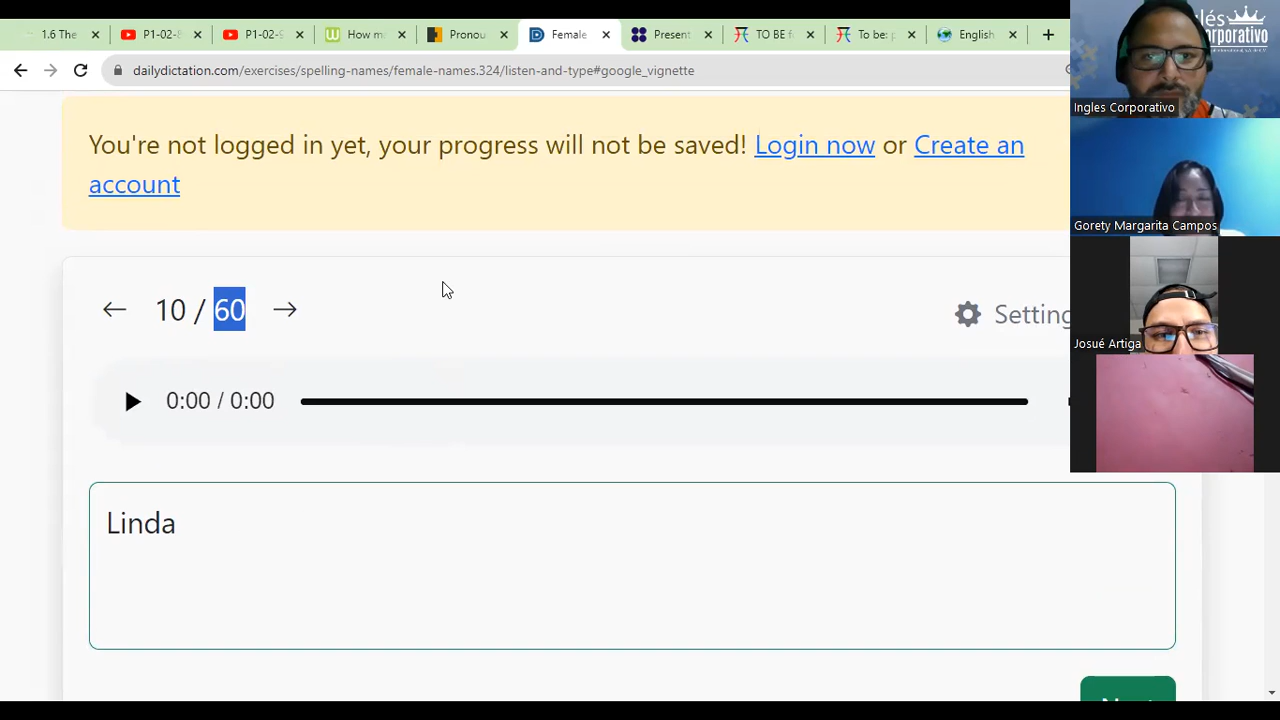 1.6 The
P1-02-
P1-02-9
How m
Pronou
Female
Present
TO BE f
To be: p
English
dailydictation.com/exercises/spelling-names/female-names.324/listen-and-type#google_vignette
Corporativo
Ingles Corporativo
You're not logged in yet, your progress will not be saved! Login now or Create an
account
Gorety Margarita Campos
10 / 60
Setting
Josué Artiga
0:00 / 0:00
Linda